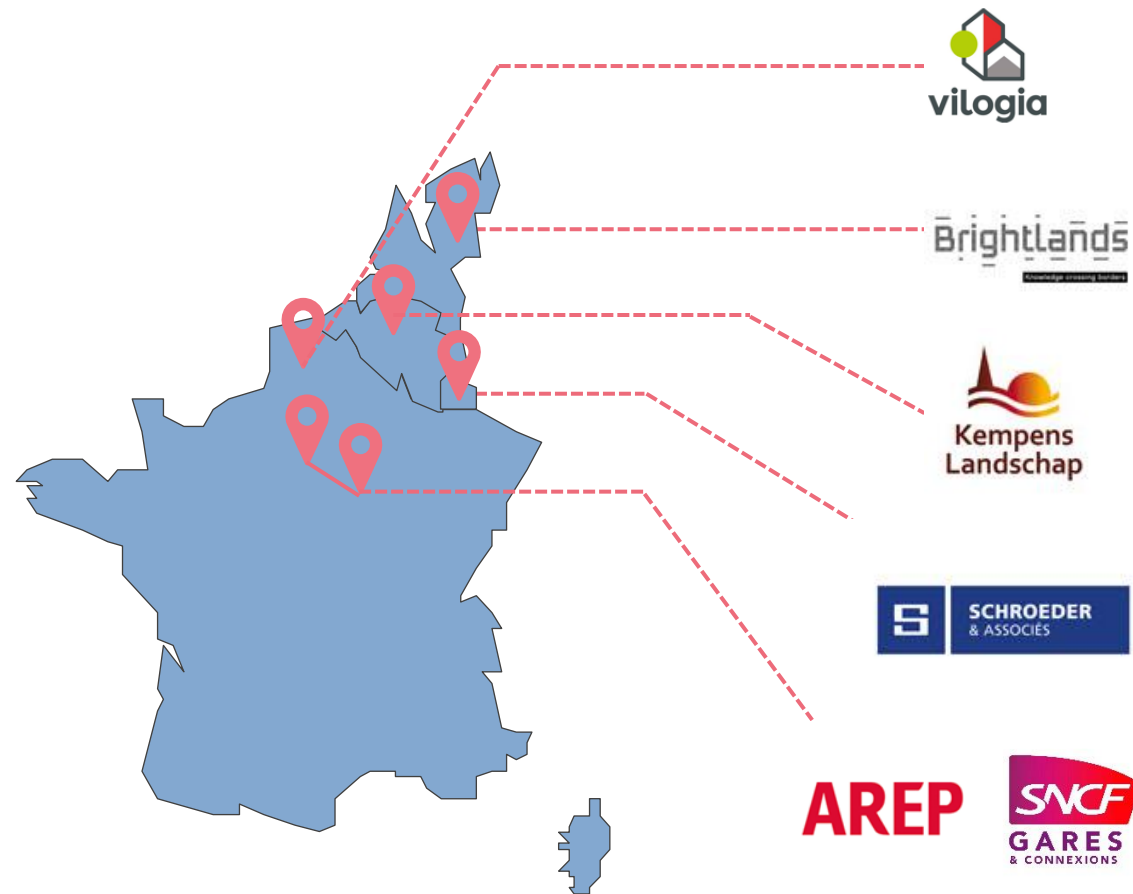 vilogia
Brightlands
Knowledge crossing borders
Kempens
Landschap
SCHROEDER
& ASSOCIÉS
AREP
SNCF
GARES
& CONNEXIONS